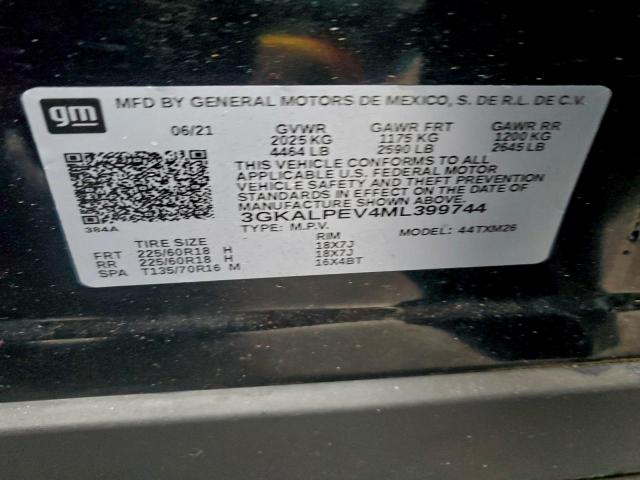 gm MFD BY GENERAL MOTORS DE MEXICO, S. DE R.L. DE C.V.
06/21 GVWR GAWR FRT GAWR RR
2025 KG 1175 KG 1200 KG
4464 LB 2590 LB 2645 LB
THIS VEHICLE CONFORMS TO ALL
APPLICABLE U.S. FEDERAL MOTOR
VEHICLE SAFETY AND THEFT PREVENTION
STANDARDS IN EFFECT ON THE DATE OF
MANUFACTURE SHOWN ABOVE.
384A 3GKALPEV4ML399744
TYPE: M.P.V. MODEL: 44TXM26
TIRE SIZE RIM
FRT 225/60R18 H 18X7J
RR 225/60R18 H 18X7J
SPA T135/70R16 M 16X4BT